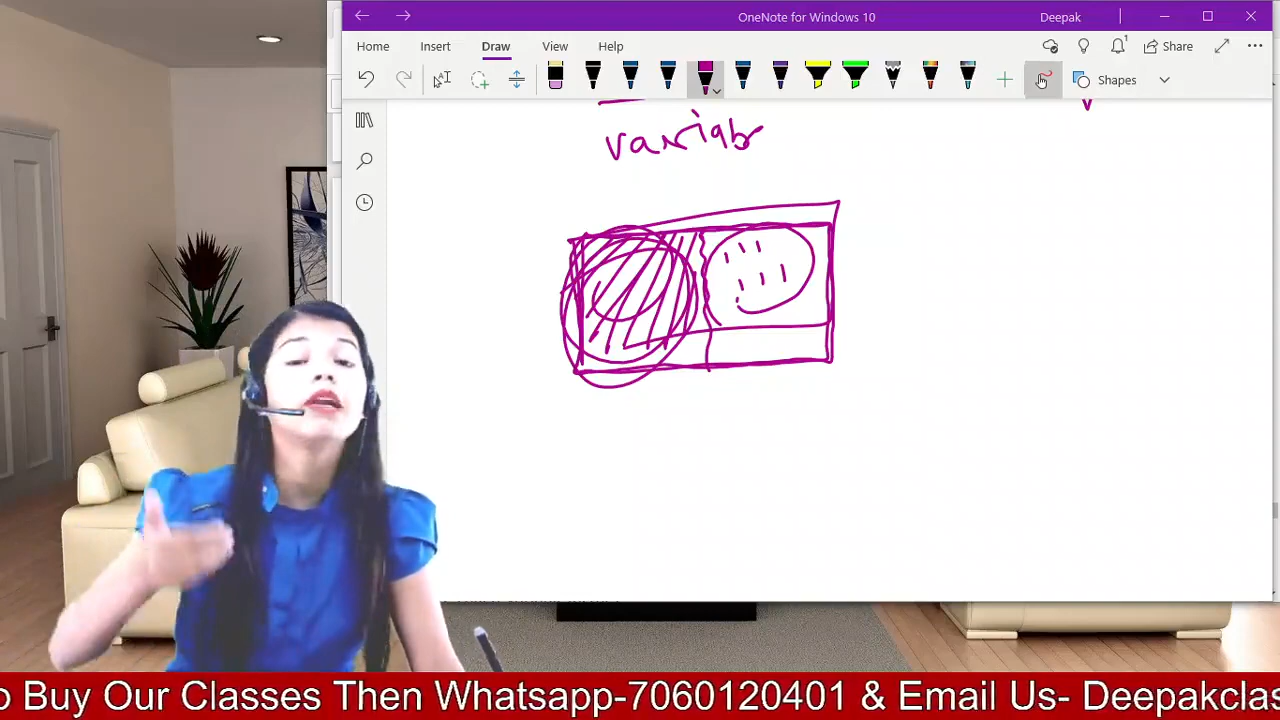 OneNote for Windows 10
Deepak
Home Insert Draw View Help
Share
Shapes
o Buy Our Classes Then Whatsapp-7060120401 & Email Us- Deepakclas